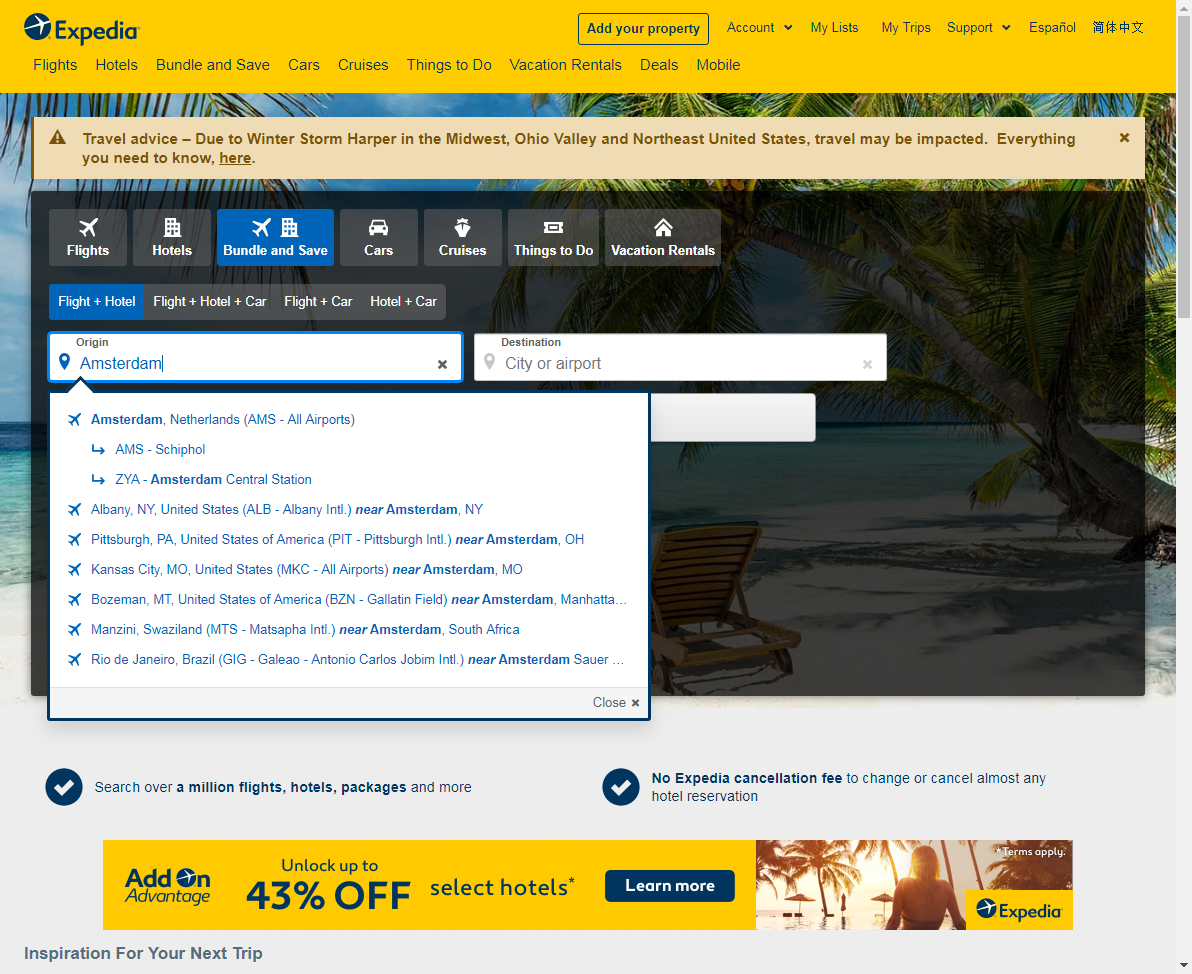 Expedia
Add your property
Account
My Lists
My Trips
Support
Español
简体中文
Flights
Hotels
Bundle and Save
Cars
Cruises
Things to Do
Vacation Rentals
Deals
Mobile
Travel advice – Due to Winter Storm Harper in the Midwest, Ohio Valley and Northeast United States, travel may be impacted. Everything
you need to know, here.
Flights
Hotels
Bundle and Save
Cars
Cruises
Things to Do
Vacation Rentals
Flight + Hotel
Flight + Hotel + Car
Flight + Car
Hotel + Car
Origin
Amsterdam
Destination
City or airport
Amsterdam, Netherlands (AMS - All Airports)
AMS - Schiphol
ZYA - Amsterdam Central Station
Albany, NY, United States (ALB - Albany Intl.) near Amsterdam, NY
Pittsburgh, PA, United States of America (PIT - Pittsburgh Intl.) near Amsterdam, OH
Kansas City, MO, United States (MKC - All Airports) near Amsterdam, MO
Bozeman, MT, United States of America (BZN - Gallatin Field) near Amsterdam, Manhatta...
Manzini, Swaziland (MTS - Matsapha Intl.) near Amsterdam, South Africa
Rio de Janeiro, Brazil (GIG - Galeao - Antonio Carlos Jobim Intl.) near Amsterdam Sauer ...
Close
Search over a million flights, hotels, packages and more
No Expedia cancellation fee to change or cancel almost any
hotel reservation
Add On
Advantage
Unlock up to
43% OFF
select hotels*
Learn more
*Terms apply.
Expedia
Inspiration For Your Next Trip